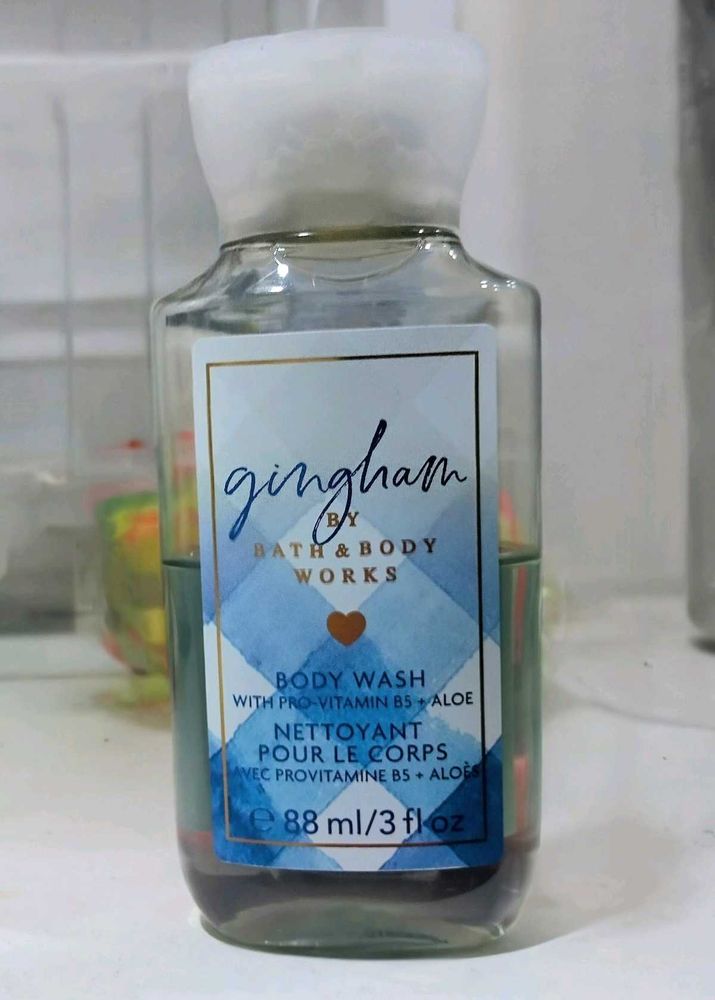 gingham
BY
BATH & BODY
WORKS
BODY WASH
WITH PRO-VITAMIN B5 + ALOE
NETTOYANT
POUR LE CORPS
AVEC PROVITAMINE B5 + ALOÈS
℮ 88 ml/3 fl oz